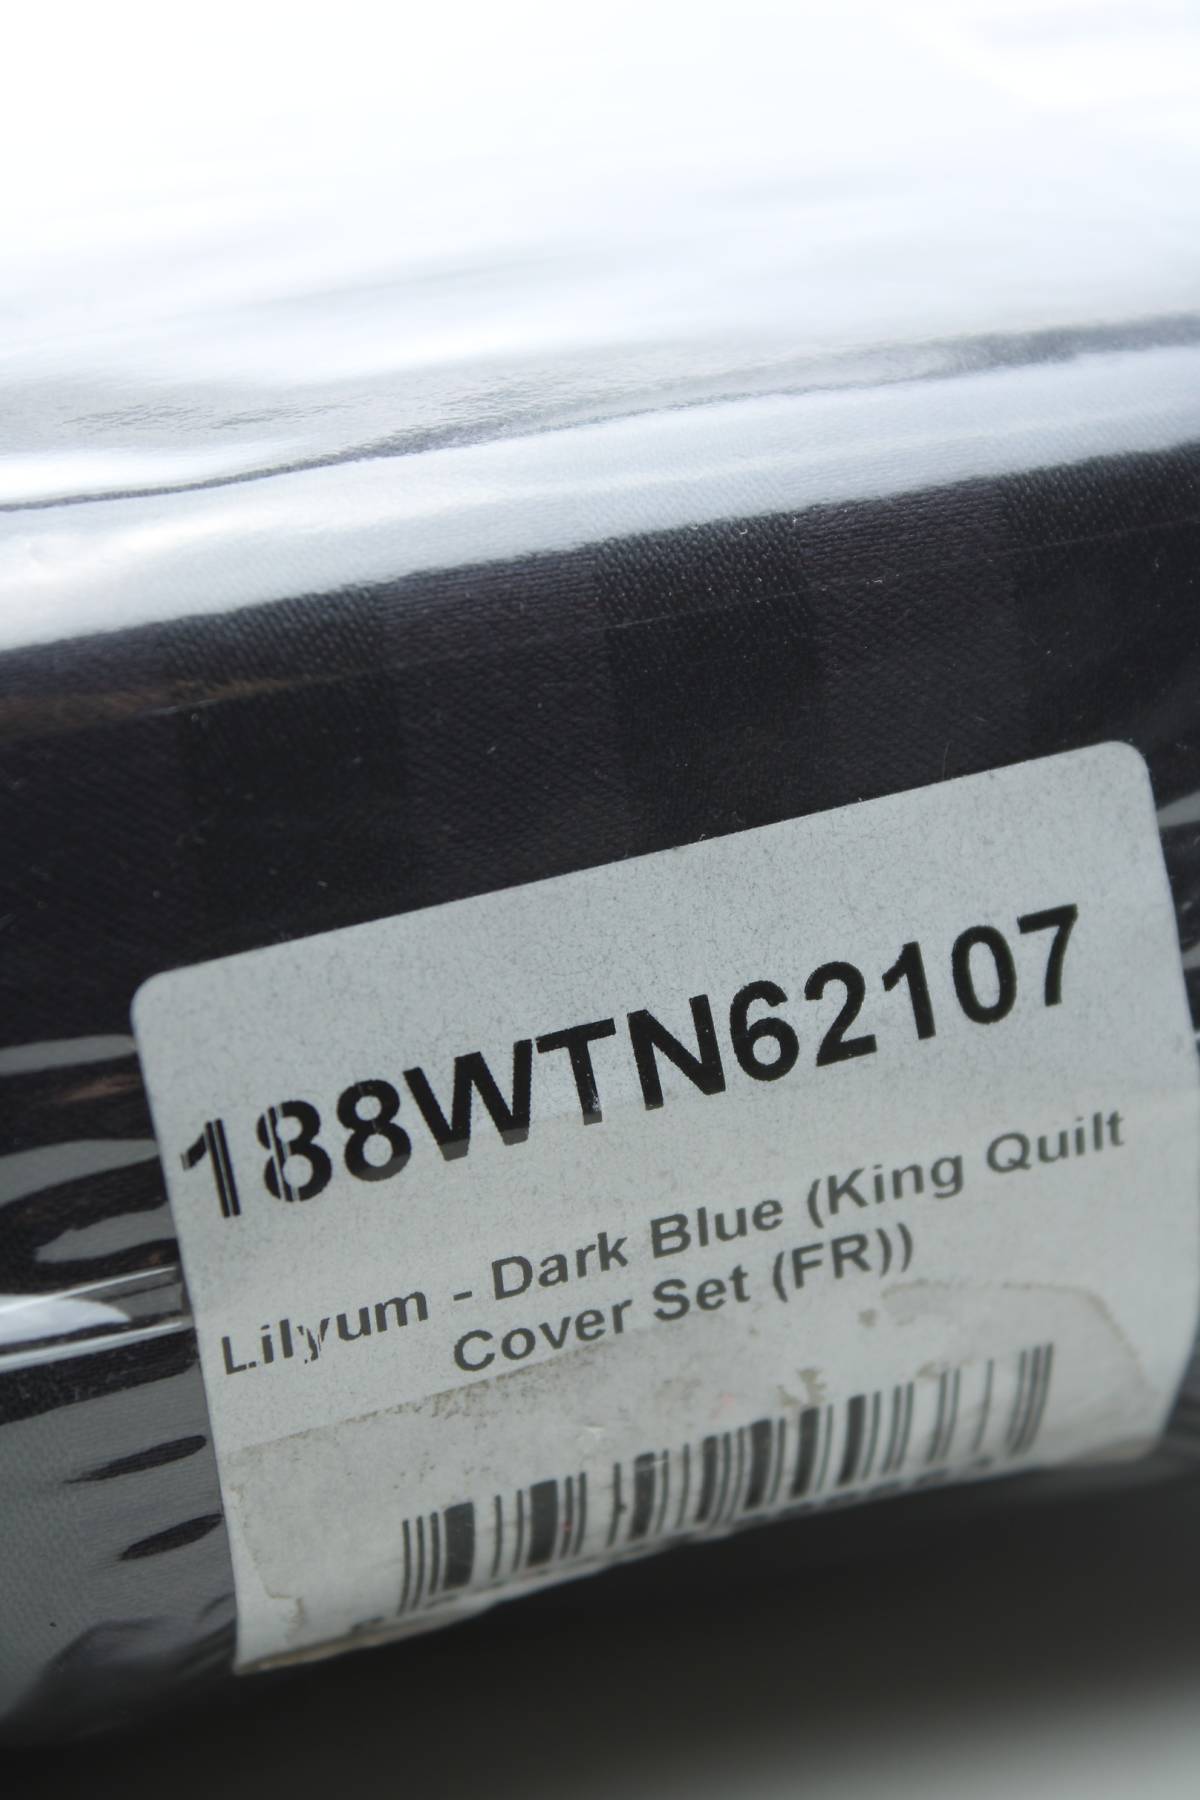 188WTN62107
Lilyum - Dark Blue (King Quilt
Cover Set (FR))